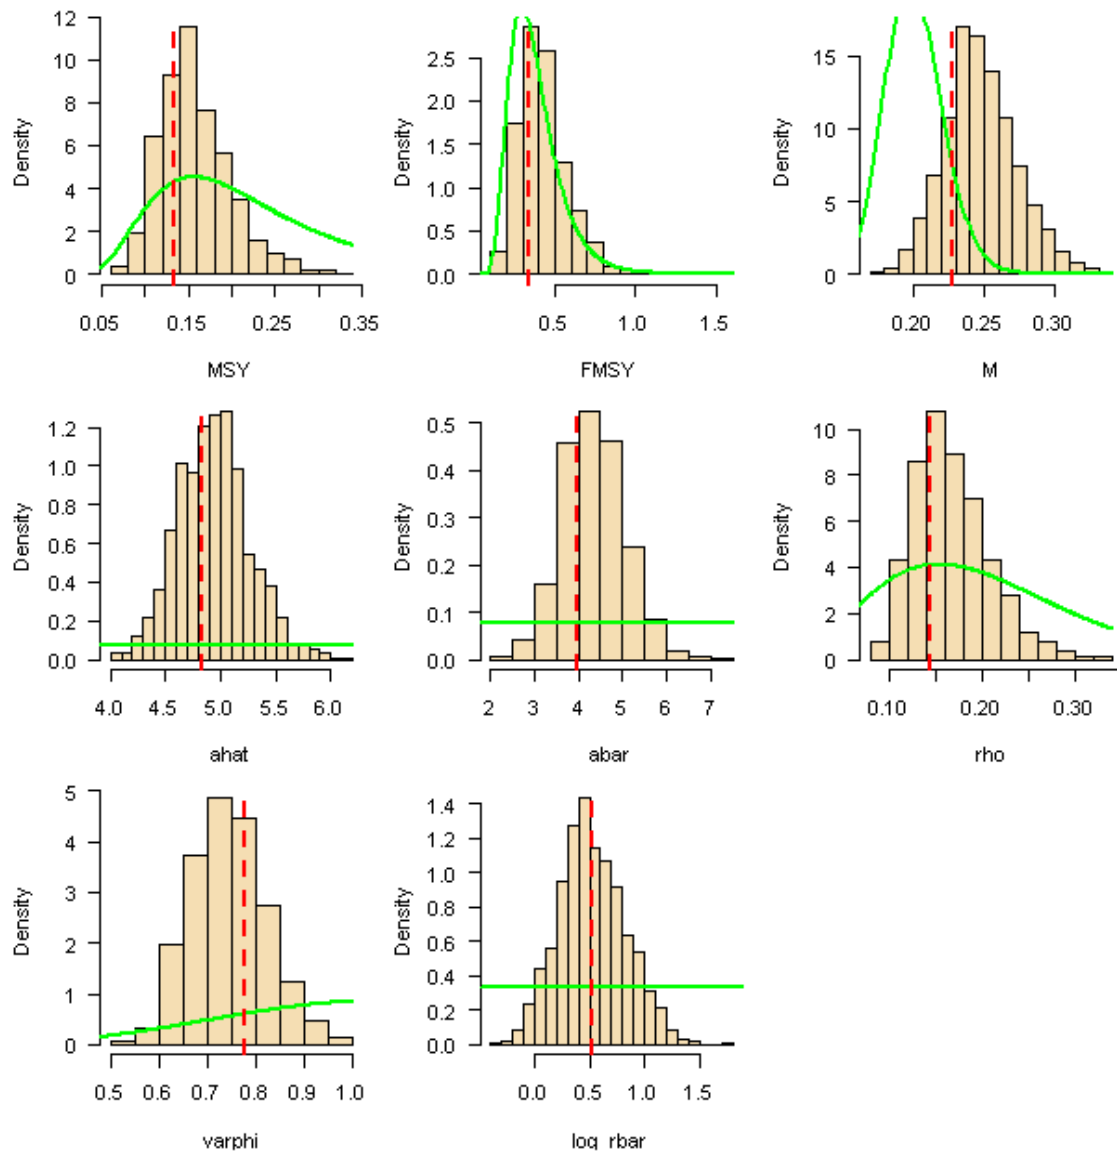 Density
12
10
8
6
4
2
0
0.05 0.15 0.25 0.35
MSY
Density
2.5
2.0
1.5
1.0
0.5
0.0
0.5 1.0 1.5
FMSY
Density
15
10
5
0
0.20 0.25 0.30
M
Density
1.2
1.0
0.8
0.6
0.4
0.2
0.0
4.0 4.5 5.0 5.5 6.0
ahat
Density
0.5
0.4
0.3
0.2
0.1
0.0
2 3 4 5 6 7
abar
Density
10
8
6
4
2
0
0.10 0.20 0.30
rho
Density
5
4
3
2
1
0
0.5 0.6 0.7 0.8 0.9 1.0
varphi
Density
1.4
1.2
1.0
0.8
0.6
0.4
0.2
0.0
0.0 0.5 1.0 1.5
log_rbar